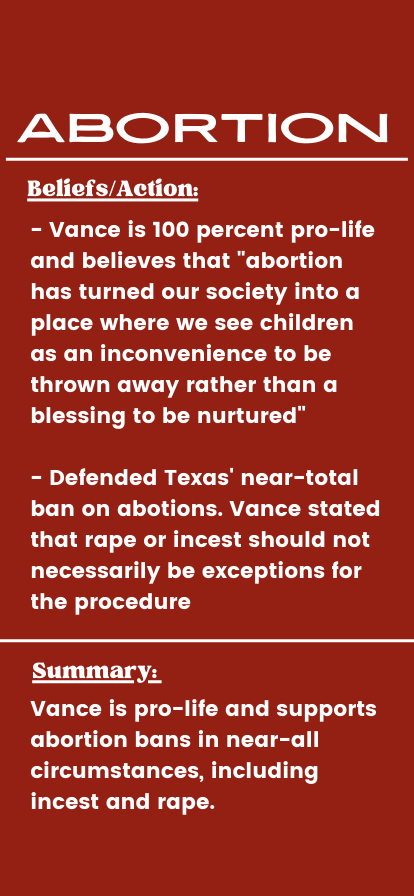 ABORTION
Beliefs/Action:
- Vance is 100 percent pro-life
and believes that "abortion
has turned our society into a
place where we see children
as an inconvenience to be
thrown away rather than a
blessing to be nurtured"
- Defended Texas' near-total
ban on abotions. Vance stated
that rape or incest should not
necessarily be exceptions for
the procedure
Summary:
Vance is pro-life and supports
abortion bans in near-all
circumstances, including
incest and rape.